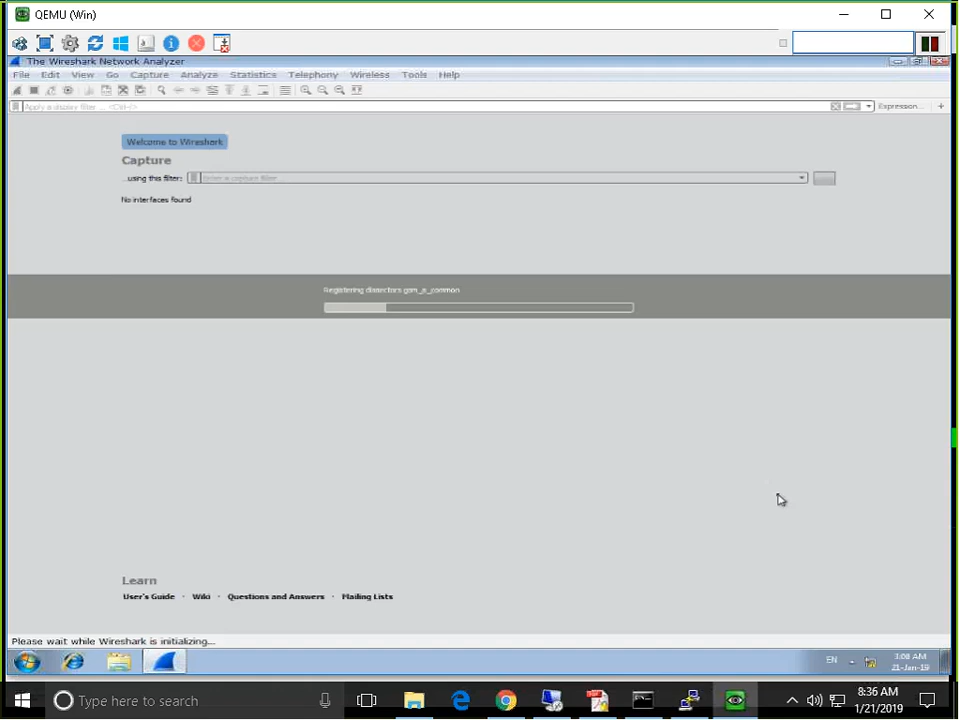 QEMU (Win)
The Wireshark Network Analyzer
File Edit View Go Capture Analyze Statistics Telephony Wireless Tools Help
Apply a display filter ... <Ctrl-/>
Expression...
+
Welcome to Wireshark
Capture
...using this filter:
Enter a capture filter ...
No interfaces found
Registering dissectors gsm_a_common
Learn
User's Guide · Wiki · Questions and Answers · Mailing Lists
Please wait while Wireshark is initializing...
EN
3:08 AM
21-Jan-19
Type here to search
8:36 AM
1/21/2019